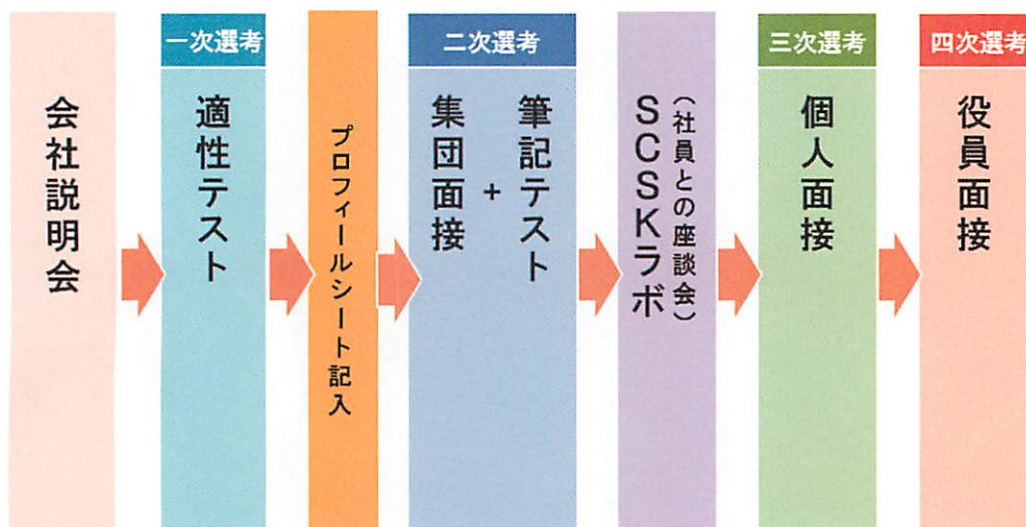 会社説明会
一次選考
適性テスト
プロフィールシート記入
二次選考
筆記テスト
+
集団面接
(社員との座談会)
SCSKラボ
三次選考
個人面接
四次選考
役員面接